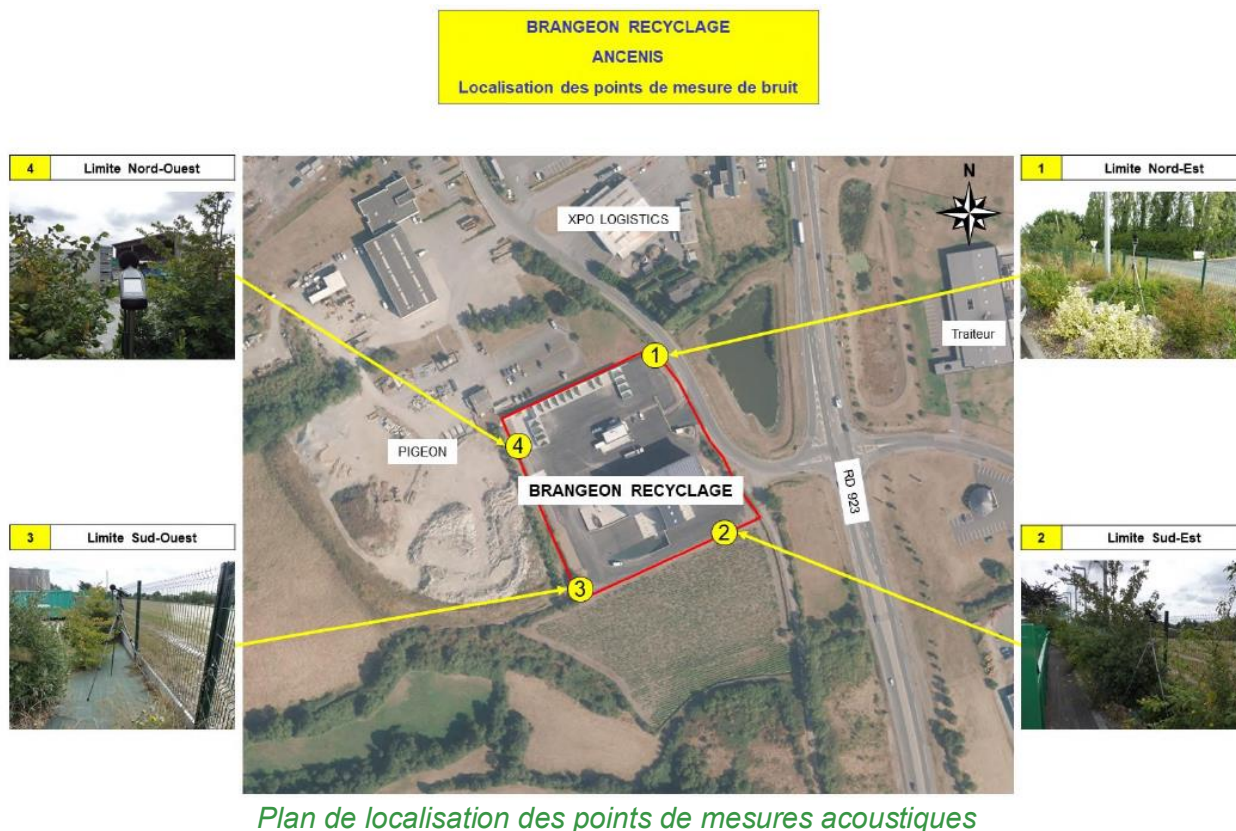 BRANGEON RECYCLAGE
ANCENIS
Localisation des points de mesure de bruit
4 Limite Nord-Ouest
1 Limite Nord-Est
N
XPO LOGISTICS
Traiteur
1
4
PIGEON
BRANGEON RECYCLAGE
RD 923
2
3
3 Limite Sud-Ouest
2 Limite Sud-Est
Plan de localisation des points de mesures acoustiques